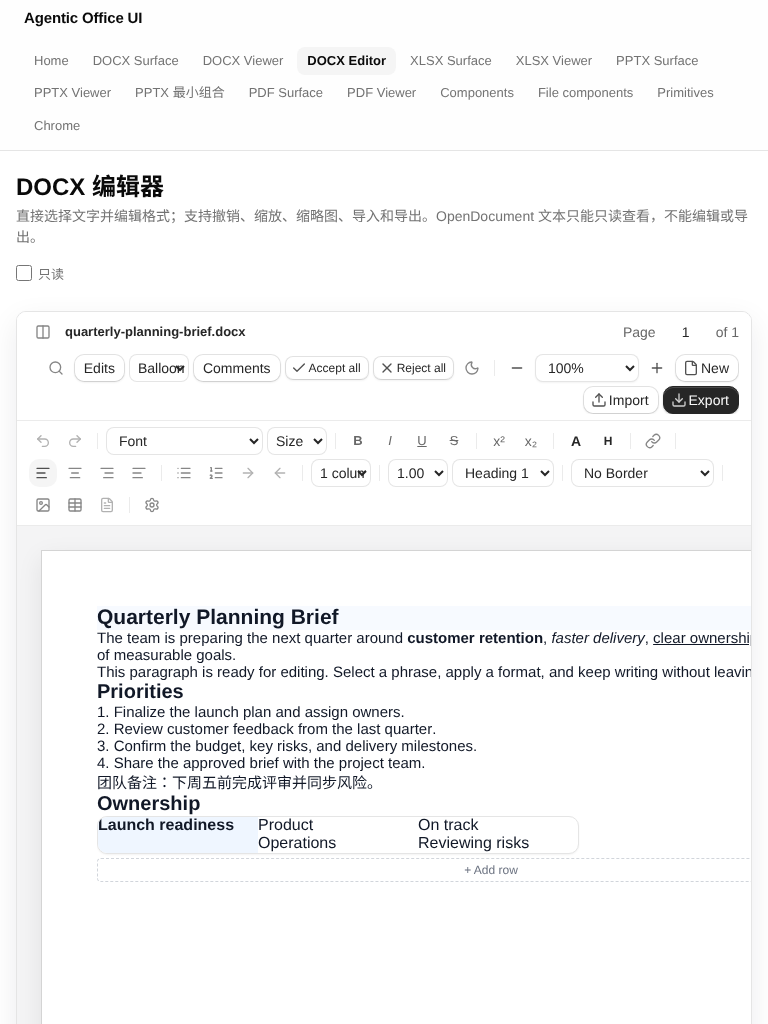 Agentic Office UI
Home DOCX Surface DOCX Viewer DOCX Editor XLSX Surface XLSX Viewer PPTX Surface
PPTX Viewer PPTX 最小组合 PDF Surface PDF Viewer Components File components Primitives
Chrome
DOCX 编辑器
直接选择文字并编辑格式；支持撤销、缩放、缩略图、导入和导出。OpenDocument 文本只能只读查看，不能编辑或导
出。
只读
quarterly-planning-brief.docx Page 1 of 1
Edits Balloon Comments Accept all Reject all 100% New
Import Export
Font Size B I U S x² x₂ A H
1 colu 1.00 Heading 1 No Border
Quarterly Planning Brief
The team is preparing the next quarter around customer retention, faster delivery, clear ownership
of measurable goals.
This paragraph is ready for editing. Select a phrase, apply a format, and keep writing without leavin
Priorities
1. Finalize the launch plan and assign owners.
2. Review customer feedback from the last quarter.
3. Confirm the budget, key risks, and delivery milestones.
4. Share the approved brief with the project team.
团队备注：下周五前完成评审并同步风险。
Ownership
Launch readiness Product On track
Operations Reviewing risks
+ Add row